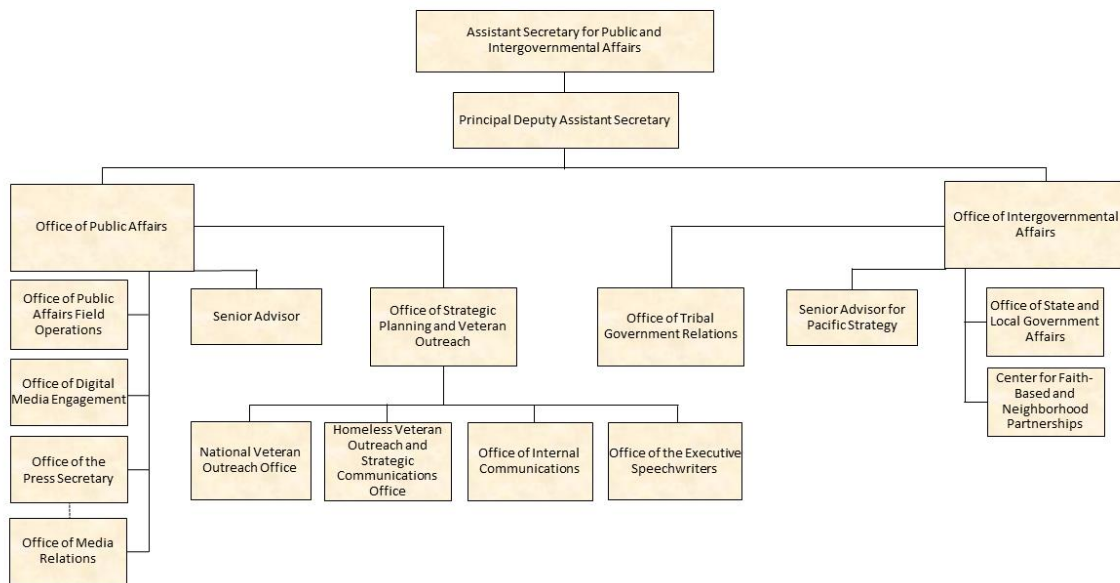 Assistant Secretary for Public and
Intergovernmental Affairs
Principal Deputy Assistant Secretary
Office of Public Affairs
Office of Intergovernmental
Affairs
Office of Public
Affairs Field
Operations
Senior Advisor
Office of Strategic
Planning and Veteran
Outreach
Office of Tribal
Government Relations
Senior Advisor for
Pacific Strategy
Office of State and
Local Government
Affairs
Office of Digital
Media Engagement
Center for Faith-
Based and
Neighborhood
Partnerships
National Veteran
Outreach Office
Homeless Veteran
Outreach and
Strategic
Communications
Office
Office of Internal
Communications
Office of the Executive
Speechwriters
Office of the
Press Secretary
Office of Media
Relations